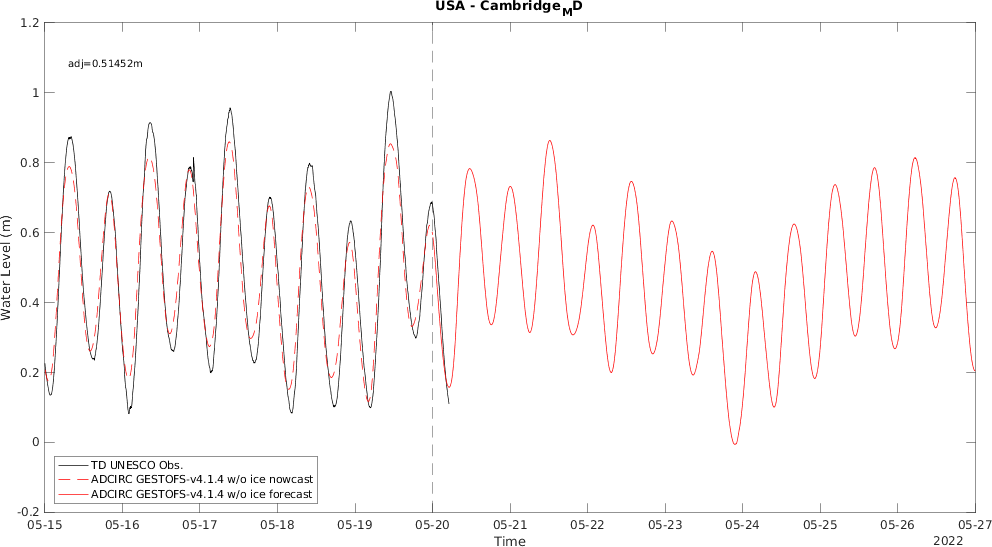 USA - Cambridge_MD
adj=0.51452m
Water Level (m)
1.2
1
0.8
0.6
0.4
0.2
0
-0.2
TD UNESCO Obs.
ADCIRC GESTOFS-v4.1.4 w/o ice nowcast
ADCIRC GESTOFS-v4.1.4 w/o ice forecast
05-15 05-16 05-17 05-18 05-19 05-20 05-21 05-22 05-23 05-24 05-25 05-26 05-27
Time
2022